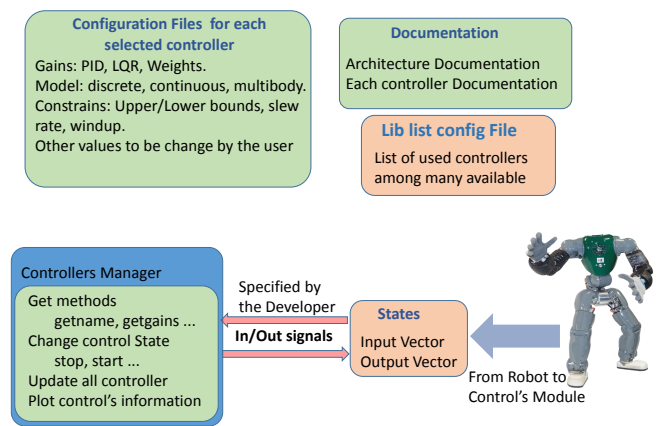 Configuration Files for each
selected controller
Gains: PID, LQR, Weights.
Model: discrete, continuous, multibody.
Constrains: Upper/Lower bounds, slew
rate, windup.
Other values to be change by the user
Documentation
Architecture Documentation
Each controller Documentation
Lib list config File
List of used controllers
among many available
Controllers Manager
Get methods
getname, getgains ...
Change control State
stop, start ...
Update all controller
Plot control's information
Specified by
the Developer
In/Out signals
States
Input Vector
Output Vector
From Robot to
Control's Module